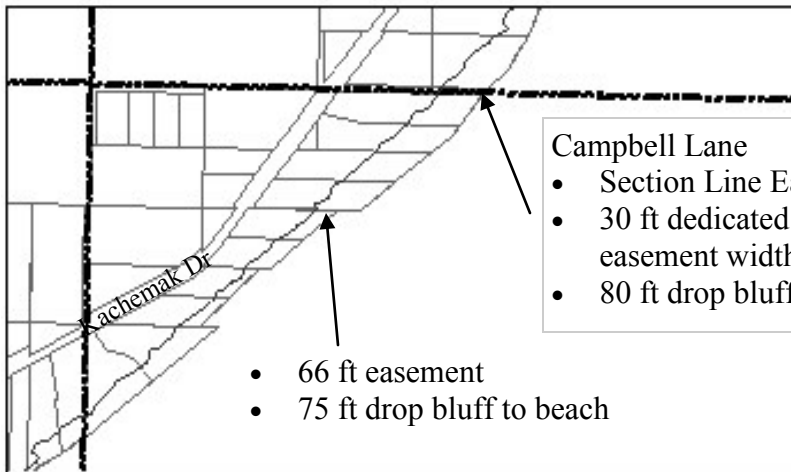 Campbell Lane
• Section Line Ea
• 30 ft dedicated
easement width
• 80 ft drop bluff
Kachemak Dr
• 66 ft easement
• 75 ft drop bluff to beach